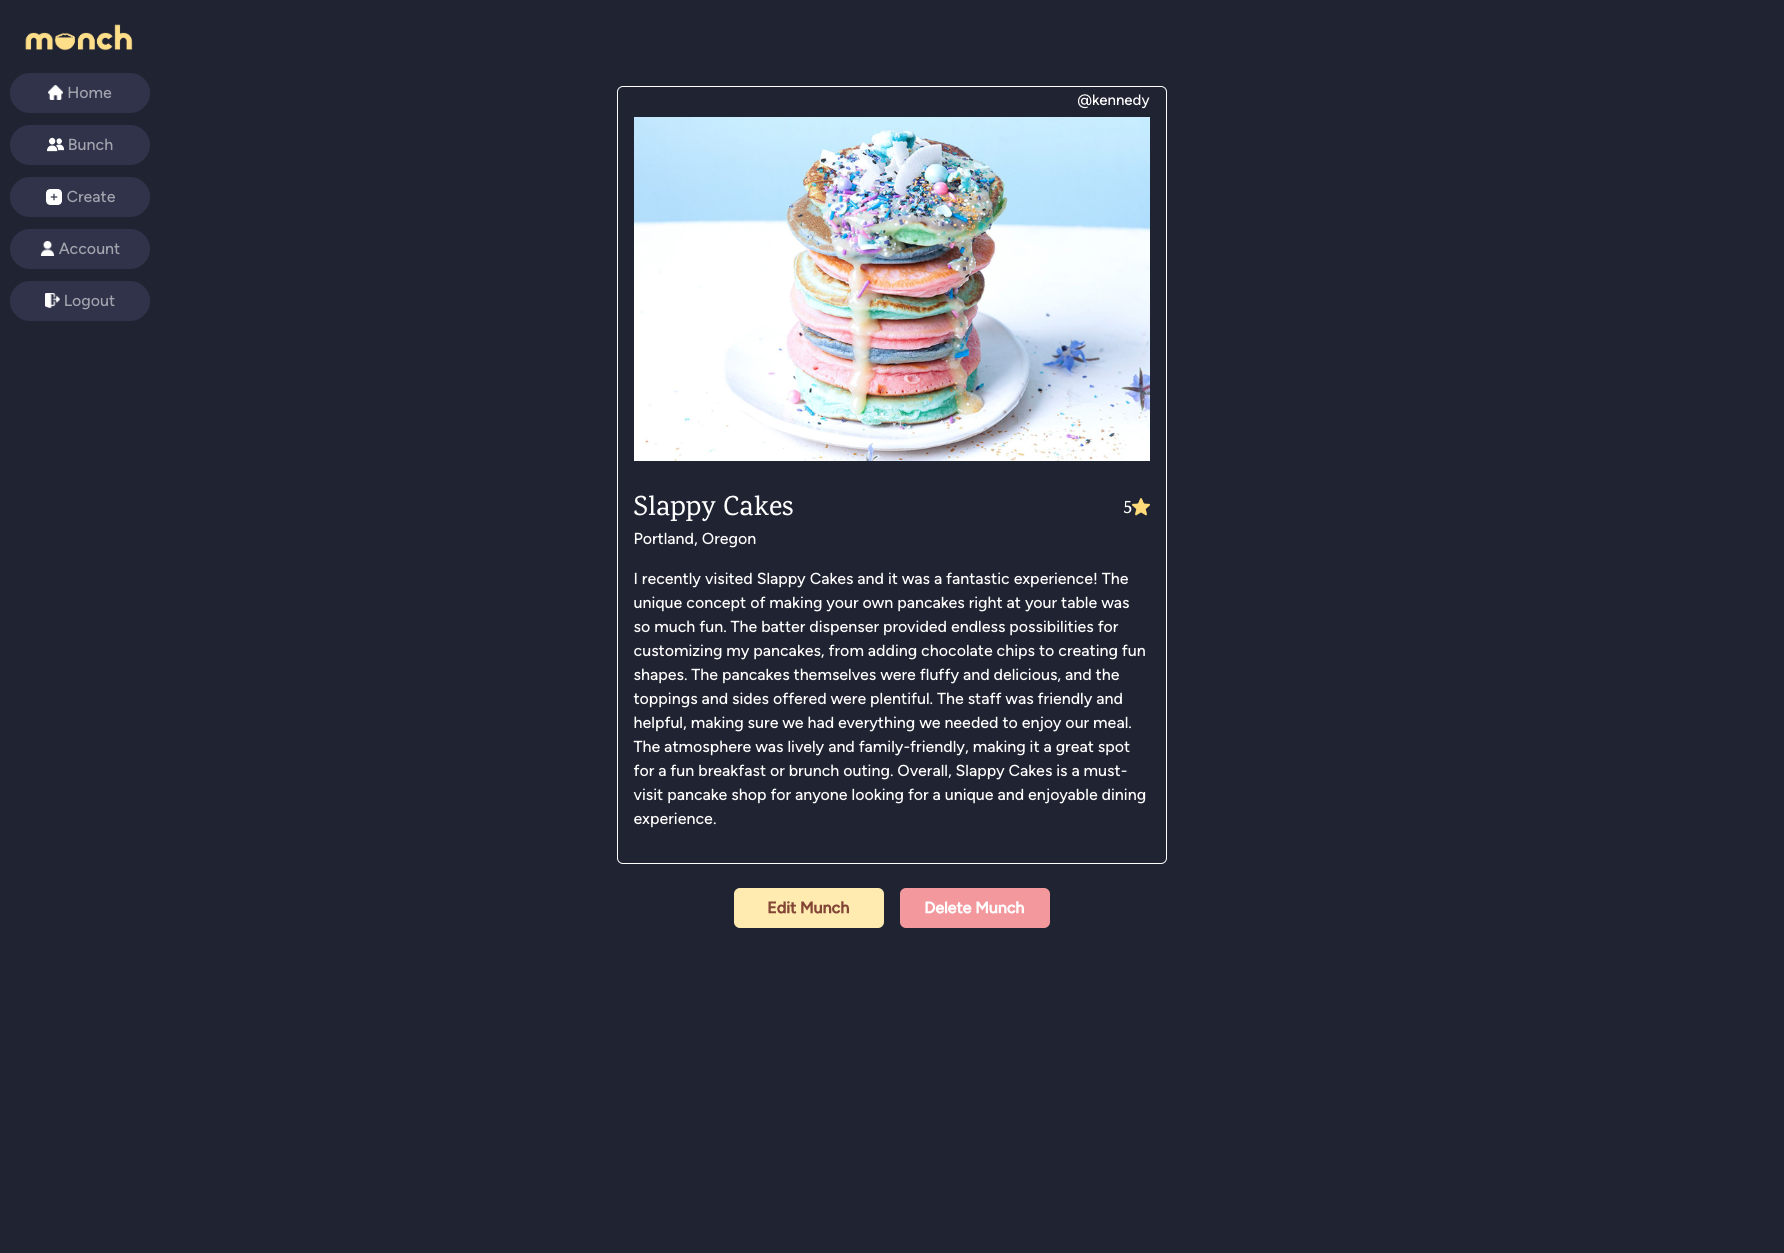 munch
Home
Bunch
Create
Account
Logout
@kennedy
Slappy Cakes
5
Portland, Oregon
I recently visited Slappy Cakes and it was a fantastic experience! The
unique concept of making your own pancakes right at your table was
so much fun. The batter dispenser provided endless possibilities for
customizing my pancakes, from adding chocolate chips to creating fun
shapes. The pancakes themselves were fluffy and delicious, and the
toppings and sides offered were plentiful. The staff was friendly and
helpful, making sure we had everything we needed to enjoy our meal.
The atmosphere was lively and family-friendly, making it a great spot
for a fun breakfast or brunch outing. Overall, Slappy Cakes is a must-
visit pancake shop for anyone looking for a unique and enjoyable dining
experience.
Edit Munch
Delete Munch